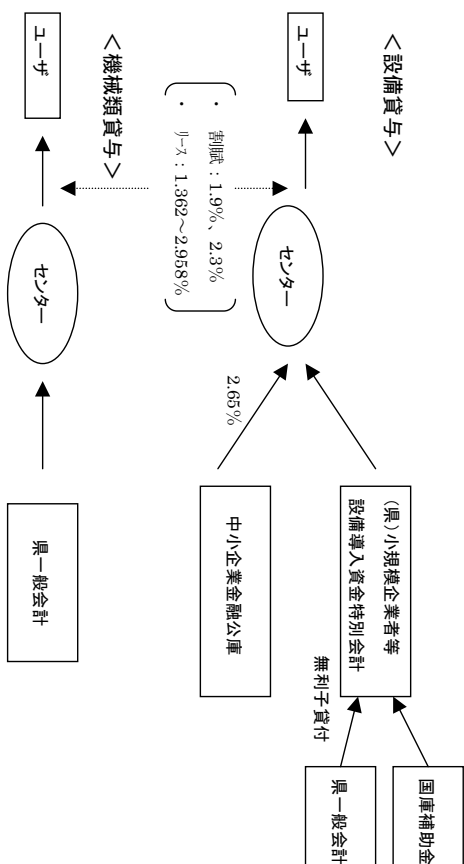 ＜設備貸与＞
ユーザ
センター
(県)小規模企業者等
設備導入資金特別会計
国庫補助金
県一般会計
無利子貸付
中小企業金融公庫
2.65%
・ 割賦：1.9%、2.3%
・ リース：1.362～2.958%
＜機械類貸与＞
ユーザ
センター
県一般会計